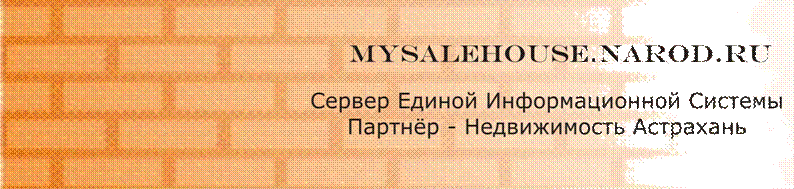 MYSALEHOUSE.NAROD.RU
Сервер Единой Информационной Системы
Партнёр - Недвижимость Астрахань